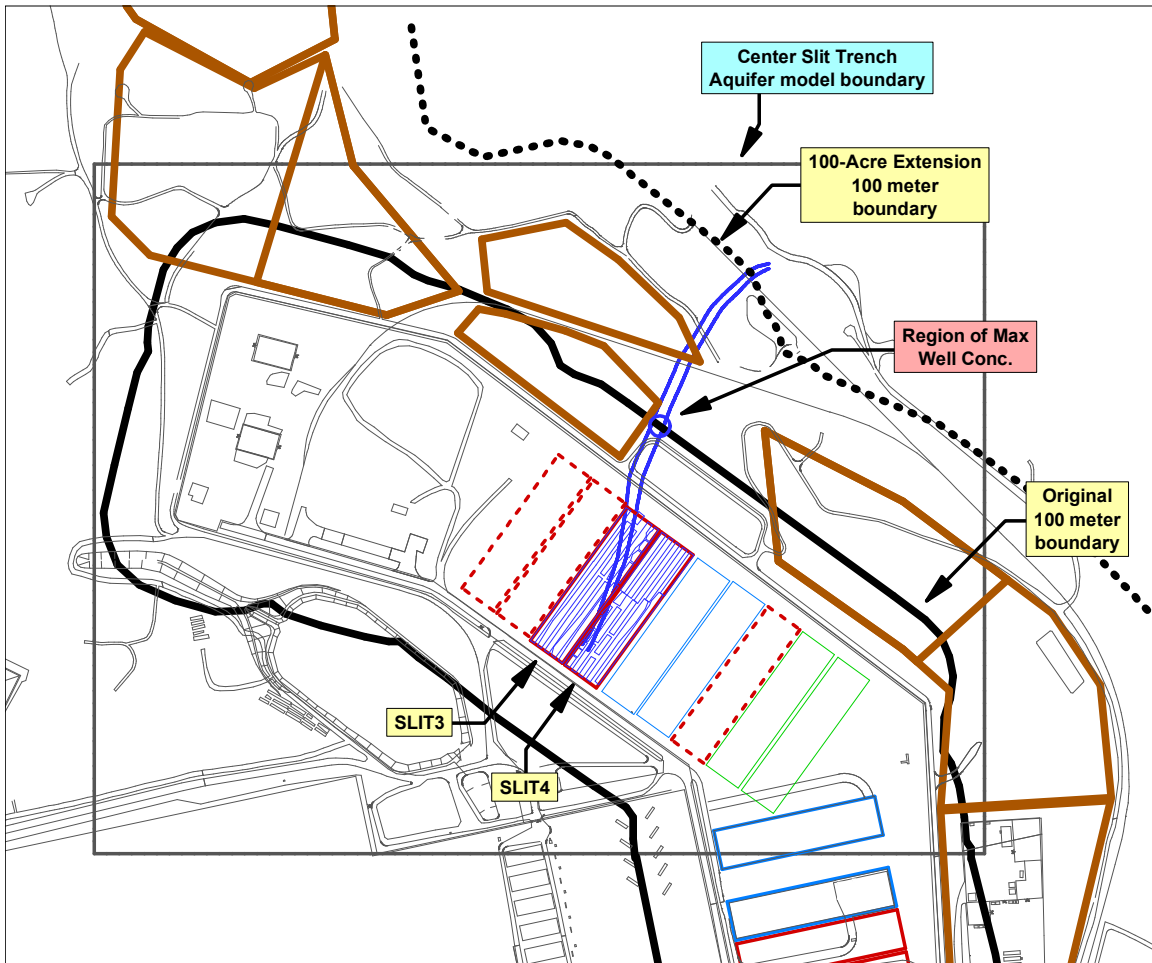 Center Slit Trench
Aquifer model boundary
100-Acre Extension
100 meter
boundary
Region of Max
Well Conc.
Original
100 meter
boundary
SLIT3
SLIT4